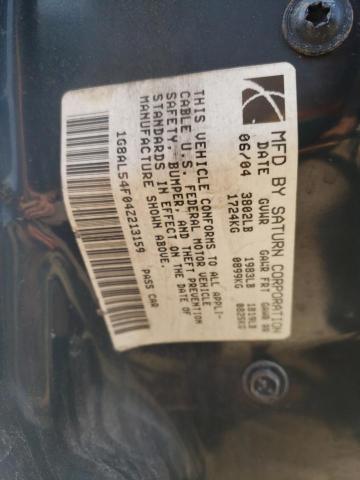 MFD BY SATURN CORPORATION
DATE GVWR GAWR FRT GAWR RR
06/04 3802LB 1983LB 1819LB
1724KG 0899KG 0825KG
THIS VEHICLE CONFORMS TO ALL APPLI-
CABLE U.S. FEDERAL MOTOR VEHICLE
SAFETY, BUMPER, AND THEFT PREVENTION
STANDARDS IN EFFECT ON THE DATE OF
MANUFACTURE SHOWN ABOVE.
1G8AL54F04Z213159 PASS CAR